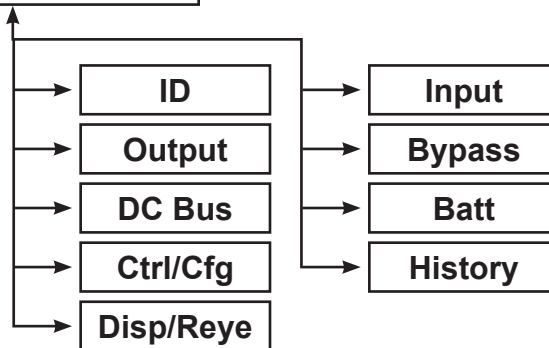 ID
Output
DC Bus
Ctrl/Cfg
Disp/Reye
Input
Bypass
Batt
History